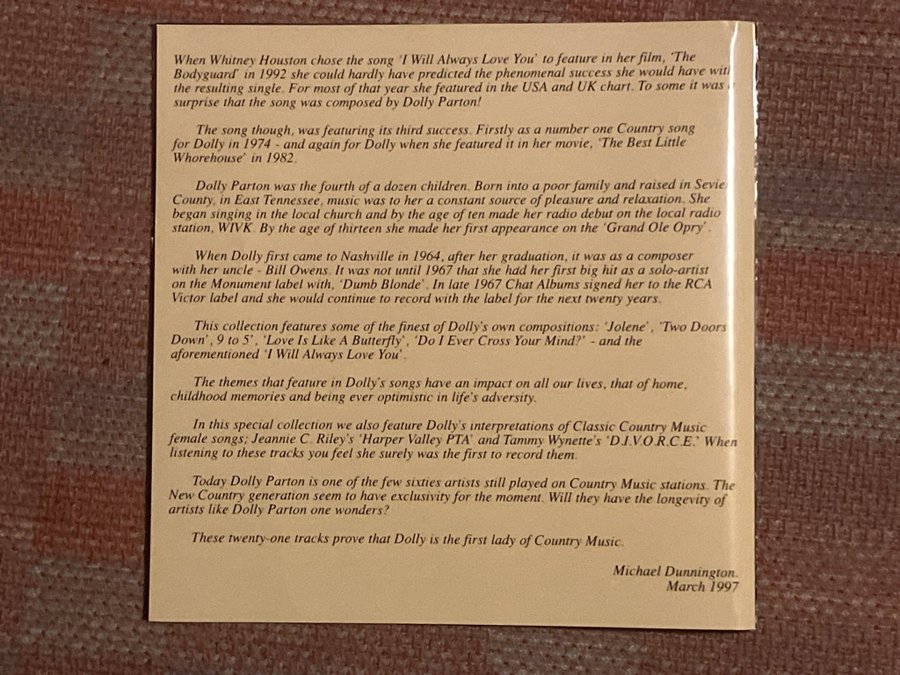 When Whitney Houston chose the song 'I Will Always Love You' to feature in her film, 'The
Bodyguard' in 1992 she could hardly have predicted the phenomenal success she would have with
the resulting single. For most of that year she featured in the USA and UK chart. To some it was
surprise that the song was composed by Dolly Parton!
The song though, was featuring its third success. Firstly as a number one Country song
for Dolly in 1974 - and again for Dolly when she featured it in her movie, 'The Best Little
Whorehouse' in 1982.
Dolly Parton was the fourth of a dozen children. Born into a poor family and raised in Sevier
County, in East Tennessee, music was to her a constant source of pleasure and relaxation. She
began singing in the local church and by the age of ten made her radio debut on the local radio
station, WIVK. By the age of thirteen she made her first appearance on the 'Grand Ole Opry'.
When Dolly first came to Nashville in 1964, after her graduation, it was as a composer
with her uncle - Bill Owens. It was not until 1967 that she had her first big hit as a solo-artist
on the Monument label with, 'Dumb Blonde'. In late 1967 Chat Albums signed her to the RCA
Victor label and she would continue to record with the label for the next twenty years.
This collection features some of the finest of Dolly's own compositions: 'Jolene', 'Two Doors
Down', 9 to 5', 'Love Is Like A Butterfly', 'Do I Ever Cross Your Mind?' - and the
aforementioned 'I Will Always Love You'.
The themes that feature in Dolly's songs have an impact on all our lives, that of home,
childhood memories and being ever optimistic in life's adversity.
In this special collection we also feature Dolly's interpretations of Classic Country Music
female songs; Jeannie C. Riley's 'Harper Valley PTA' and Tammy Wynette's 'D.I.V.O.R.C.E.' When
listening to these tracks you feel she surely was the first to record them.
Today Dolly Parton is one of the few sixties artists still played on Country Music stations. The
New Country generation seem to have exclusivity for the moment. Will they have the longevity of
artists like Dolly Parton one wonders?
These twenty-one tracks prove that Dolly is the first lady of Country Music.
Michael Dunnington.
March 1997